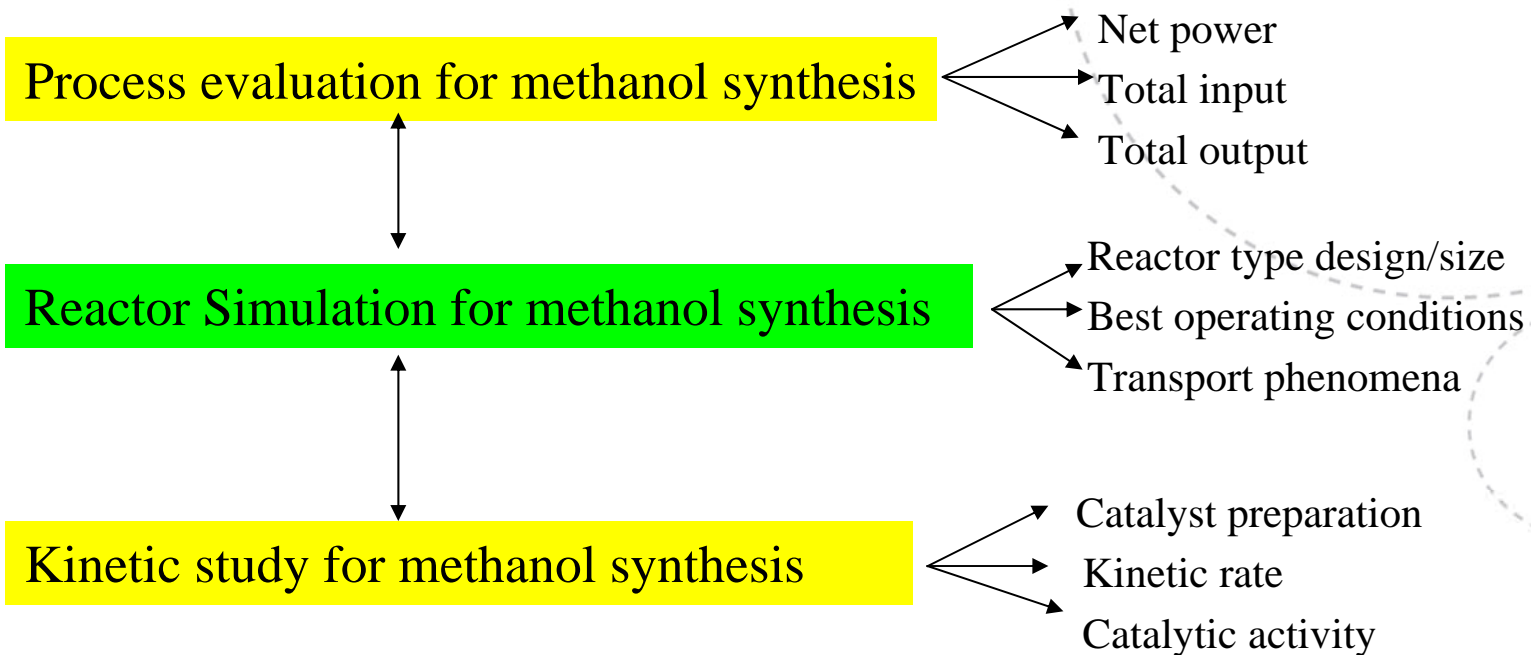 Process evaluation for methanol synthesis
Net power
Total input
Total output
Reactor Simulation for methanol synthesis
Reactor type design/size
Best operating conditions
Transport phenomena
Kinetic study for methanol synthesis
Catalyst preparation
Kinetic rate
Catalytic activity